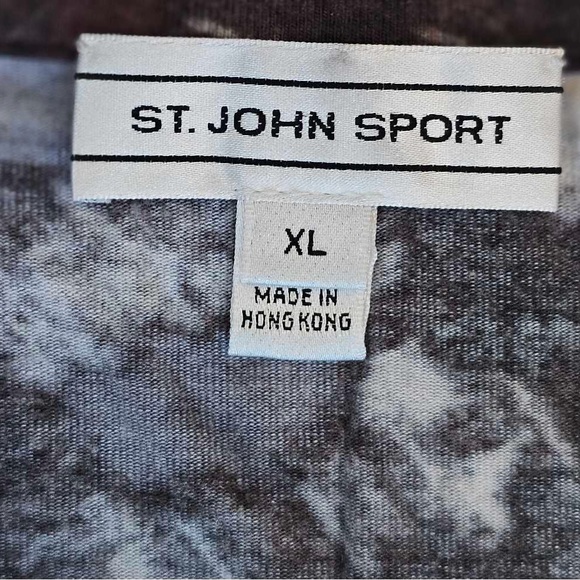 ST. JOHN SPORT
XL
MADE IN
HONG KONG